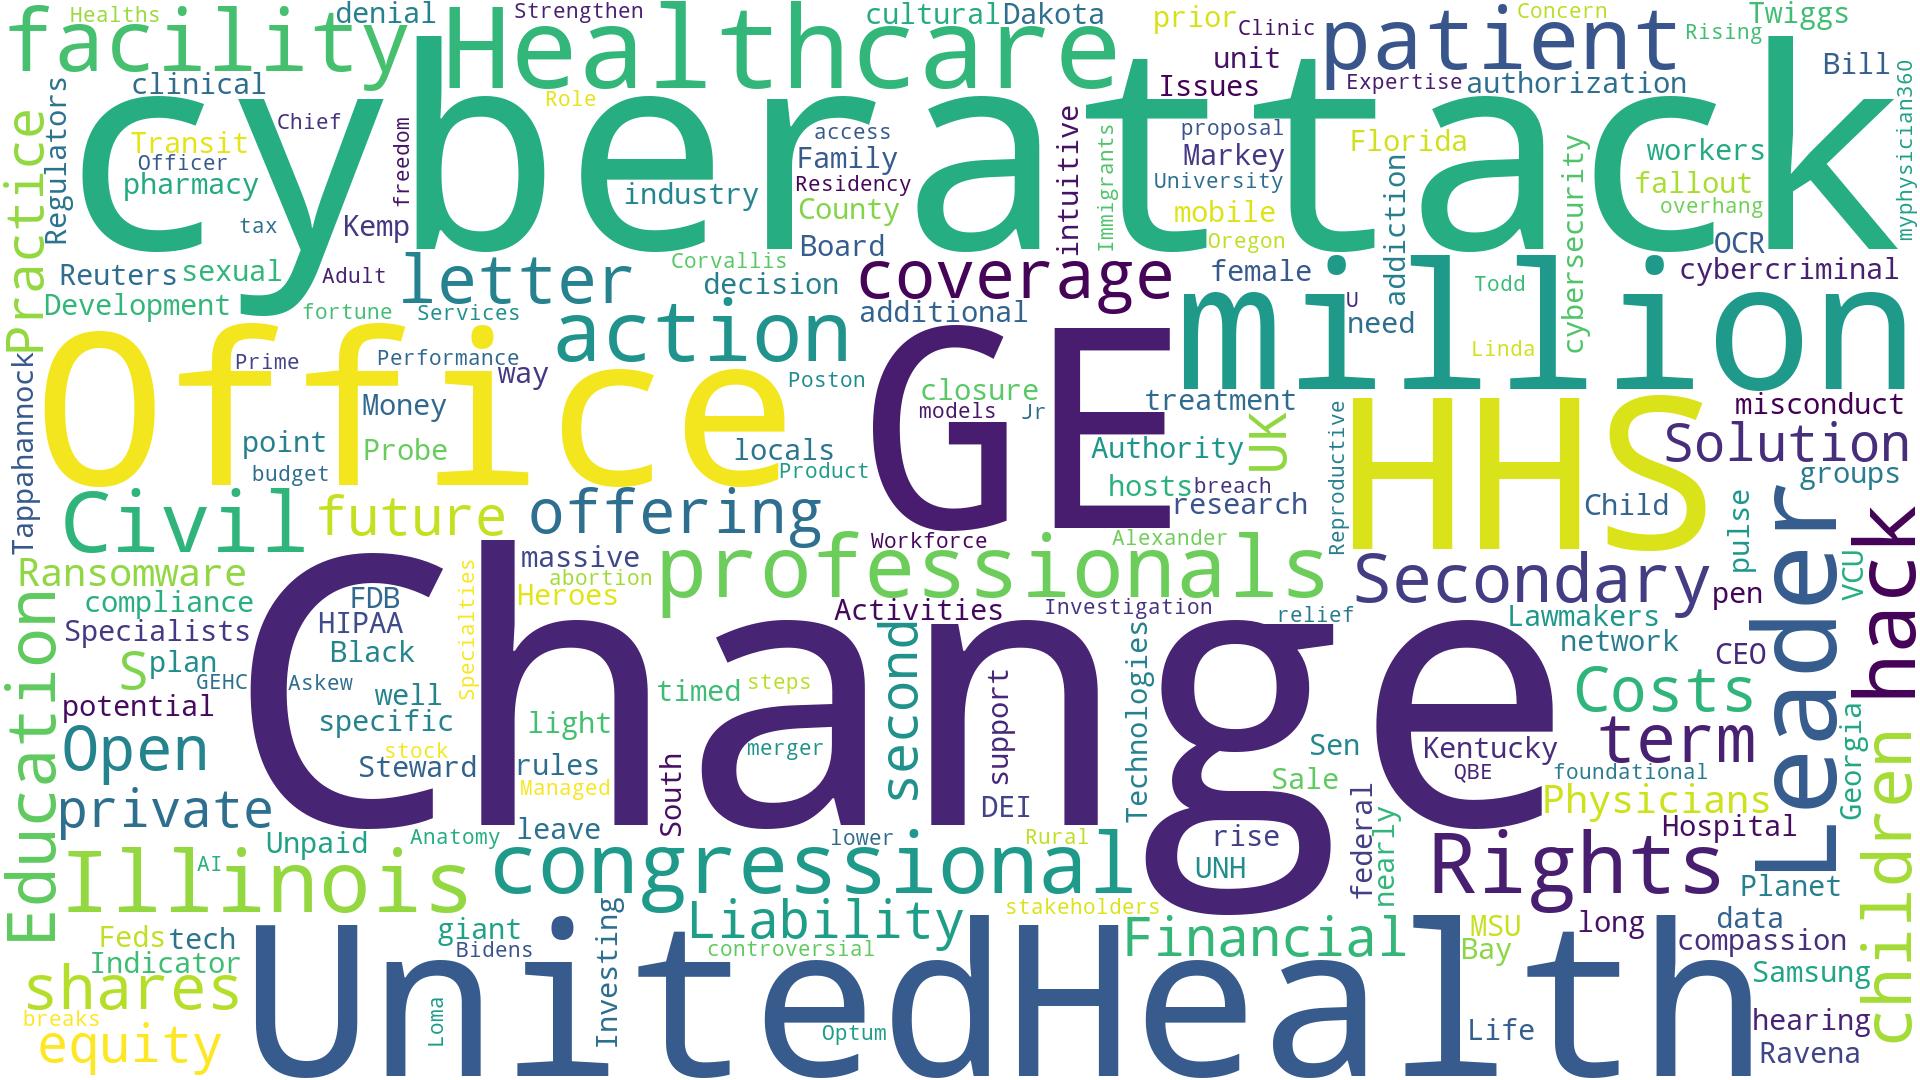 Healths
denial
Strengthen
cultural
Dakota
prior
Clinic
Concern
Twiggs
Rising
facility
Healthcare
patient
unit
Issues
Expertise
authorization
Bill
clinical
Regulators
Practice
cyberattack
Role
Chief
Transit
Officer
pharmacy
freedom
tax
Kemp
industry
access
Family
Residency
County
Board
intuitive
Immigrants
proposal
Markey
University
mobile
Oregon
Florida
addiction
cybersecurity
workers
fallout
overhang
myphysician360
OCR
cybercriminal
Reuters
sexual
Adult
Development
fortune
Services
letter
Corvallis
decision
coverage
additional
female
U
need
Todd
Linda
million
action
Office
Prime
Performance
way
Poston
Money
point
Probe
budget
locals
Product
GE
closure
models
Jr
treatment
Authority
UK
hosts
breach
research
Reproductive
HHS
misconduct
Solution
groups
Child
Tappahannock
Civil
future
offering
Workforce
Alexander
professionals
massive
abortion
Heroes
Ransomware
compliance
Specialists
S
plan
GEHC
potential
FDB
HIPAA
Black
Askew
well
specific
Specialties
stock
Steward
Change
Activities
Investigation
relief
Secondary
pen
pulse
Leader
VCU
hack
Lawmakers
network
CEO
Costs
term
Educational
Open
private
timed
steps
light
merger
rules
Managed
South
second
support
DEI
Technologies
Sen
Sale
Kentucky
QBE
foundational
Physicians
Georgia
children
Hospital
Unpaid
Anatomy
leave
lower
Rural
rise
UNH
federal
nearly
Rights
Planet
AI
Illinois
congressional
stakeholders
Liability
controversial
Financial
MSU
Bay
long
data
compassion
Samsung
Feds
tech
Indicator
giant
Bidens
Investing
shares
breaks
equity
UnitedHealth
Loma
Optum
Life
hearing
Ravena